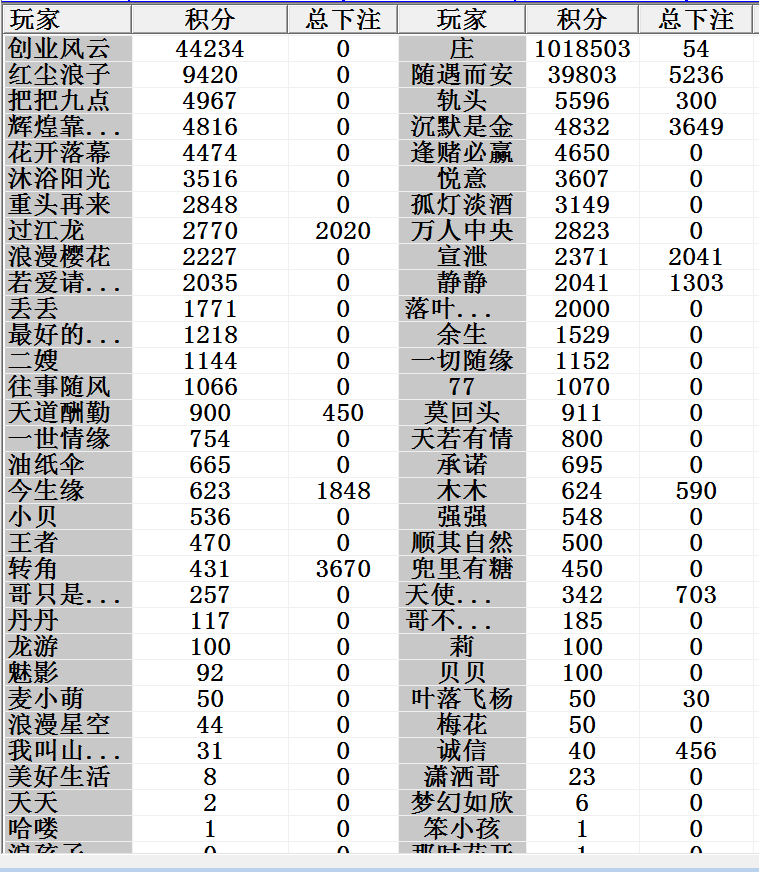 玩家 积分 总下注 玩家 积分 总下注
创业风云 44234 0 庄 1018503 54
红尘浪子 9420 0 随遇而安 39803 5236
把把九点 4967 0 轨头 5596 300
辉煌靠... 4816 0 沉默是金 4832 3649
花开落幕 4474 0 逢赌必赢 4650 0
沐浴阳光 3516 0 悦意 3607 0
重头再来 2848 0 孤灯淡酒 3149 0
过江龙 2770 2020 万人中央 2823 0
浪漫樱花 2227 0 宣泄 2371 2041
若爱请... 2035 0 静静 2041 1303
丢丢 1771 0 落叶... 2000 0
最好的... 1218 0 余生 1529 0
二嫂 1144 0 一切随缘 1152 0
往事随风 1066 0 77 1070 0
天道酬勤 900 450 莫回头 911 0
一世情缘 754 0 天若有情 800 0
油纸伞 665 0 承诺 695 0
今生缘 623 1848 木木 624 590
小贝 536 0 强强 548 0
王者 470 0 顺其自然 500 0
转角 431 3670 兜里有糖 450 0
哥只是... 257 0 天使... 342 703
丹丹 117 0 哥不... 185 0
龙游 100 0 莉 100 0
魅影 92 0 贝贝 100 0
麦小萌 50 0 叶落飞杨 50 30
浪漫星空 44 0 梅花 50 0
我叫山... 31 0 诚信 40 456
美好生活 8 0 潇洒哥 23 0
天天 2 0 梦幻如欣 6 0
哈喽 1 0 笨小孩 1 0
浪孩子 0 0 那时花开 1 0